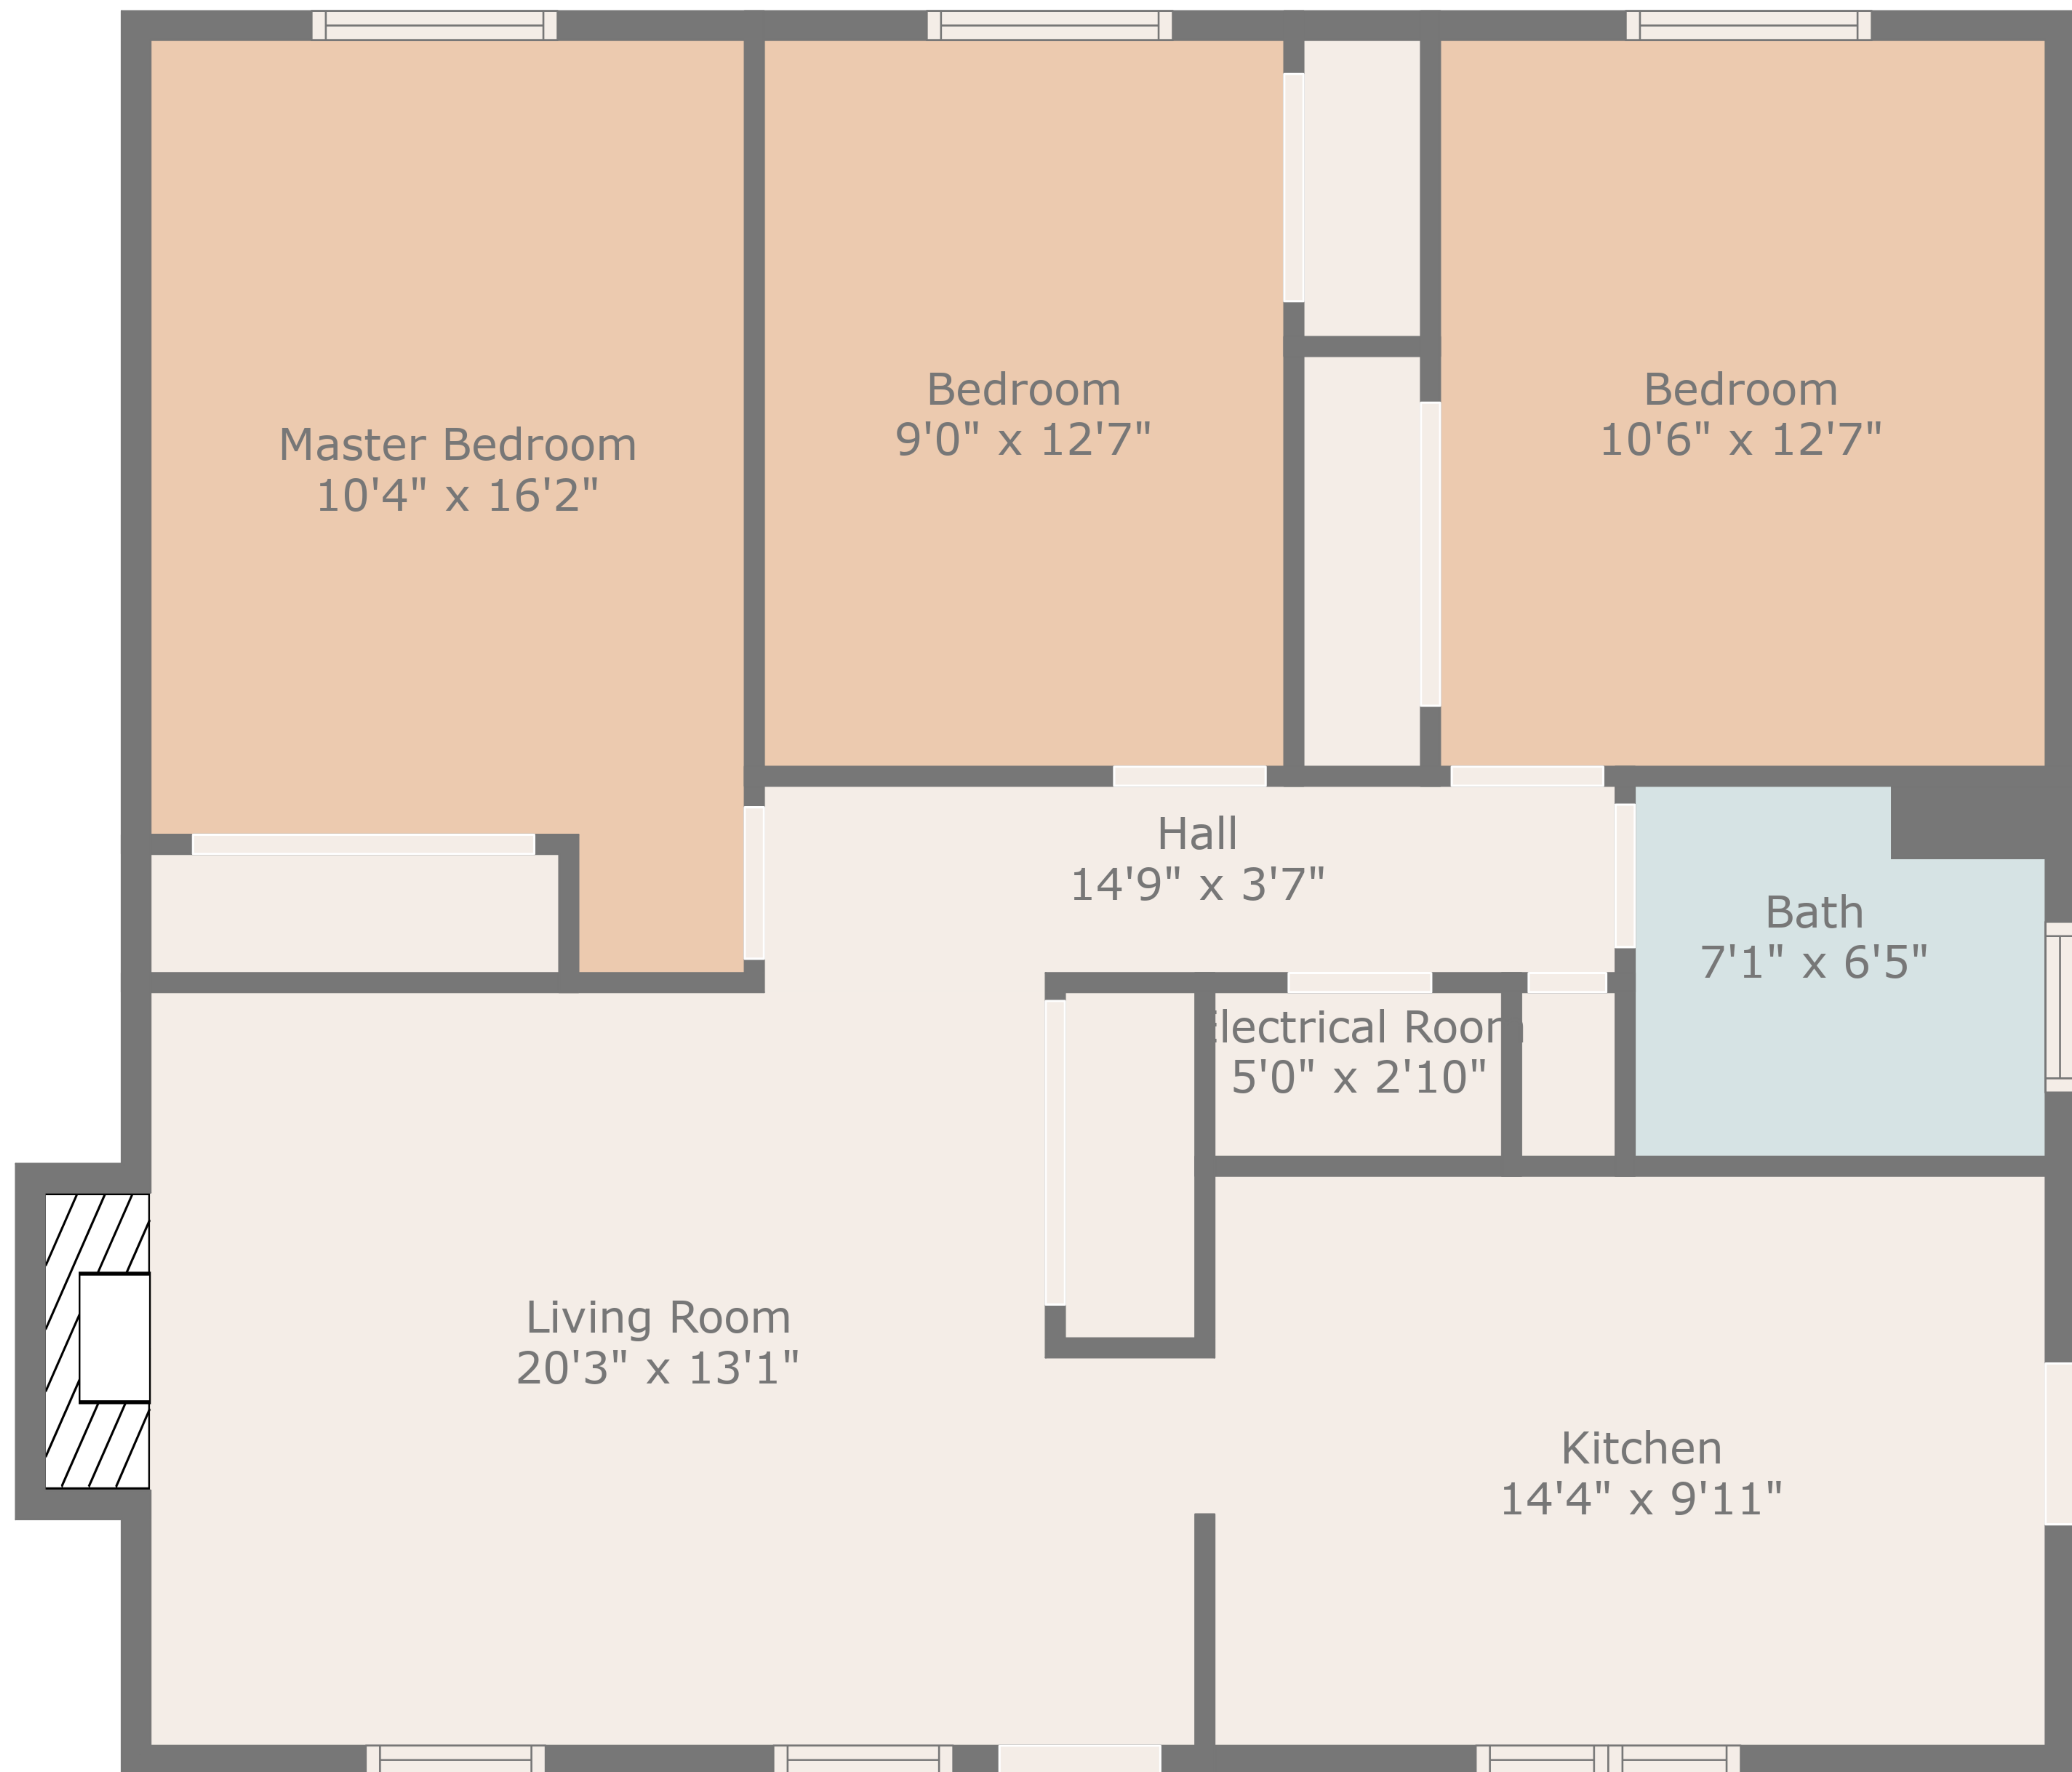 Master Bedroom
10'4" x 16'2"
Bedroom
9'0" x 12'7"
Bedroom
10'6" x 12'7"
Hall
14'9" x 3'7"
Bath
7'1" x 6'5"
Electrical Room
5'0" x 2'10"
Living Room
20'3" x 13'1"
Kitchen
14'4" x 9'11"